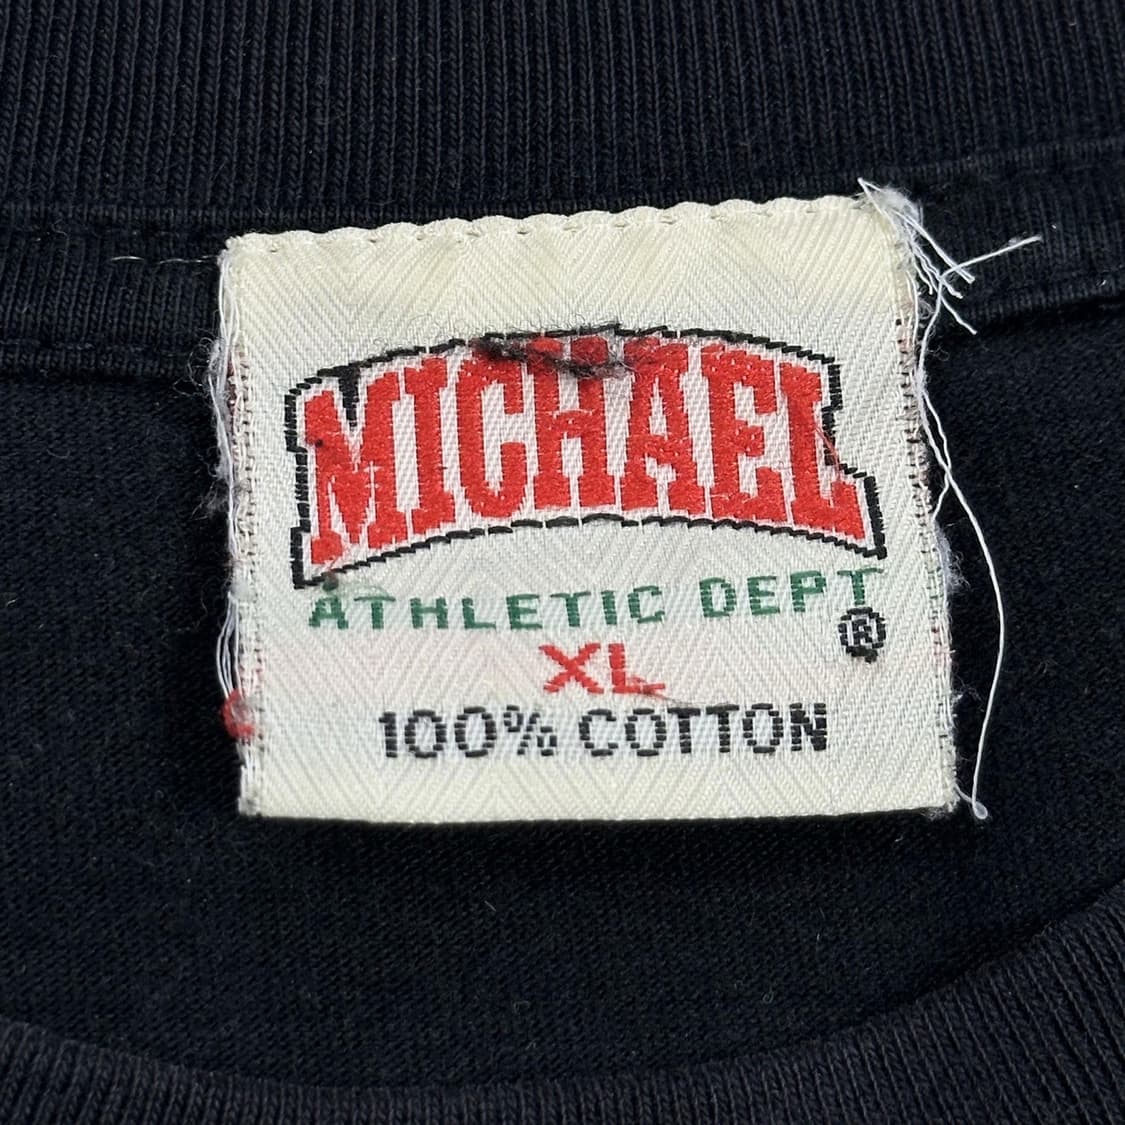 MICHAEL
ATHLETIC DEPT
®
XL
100% COTTON